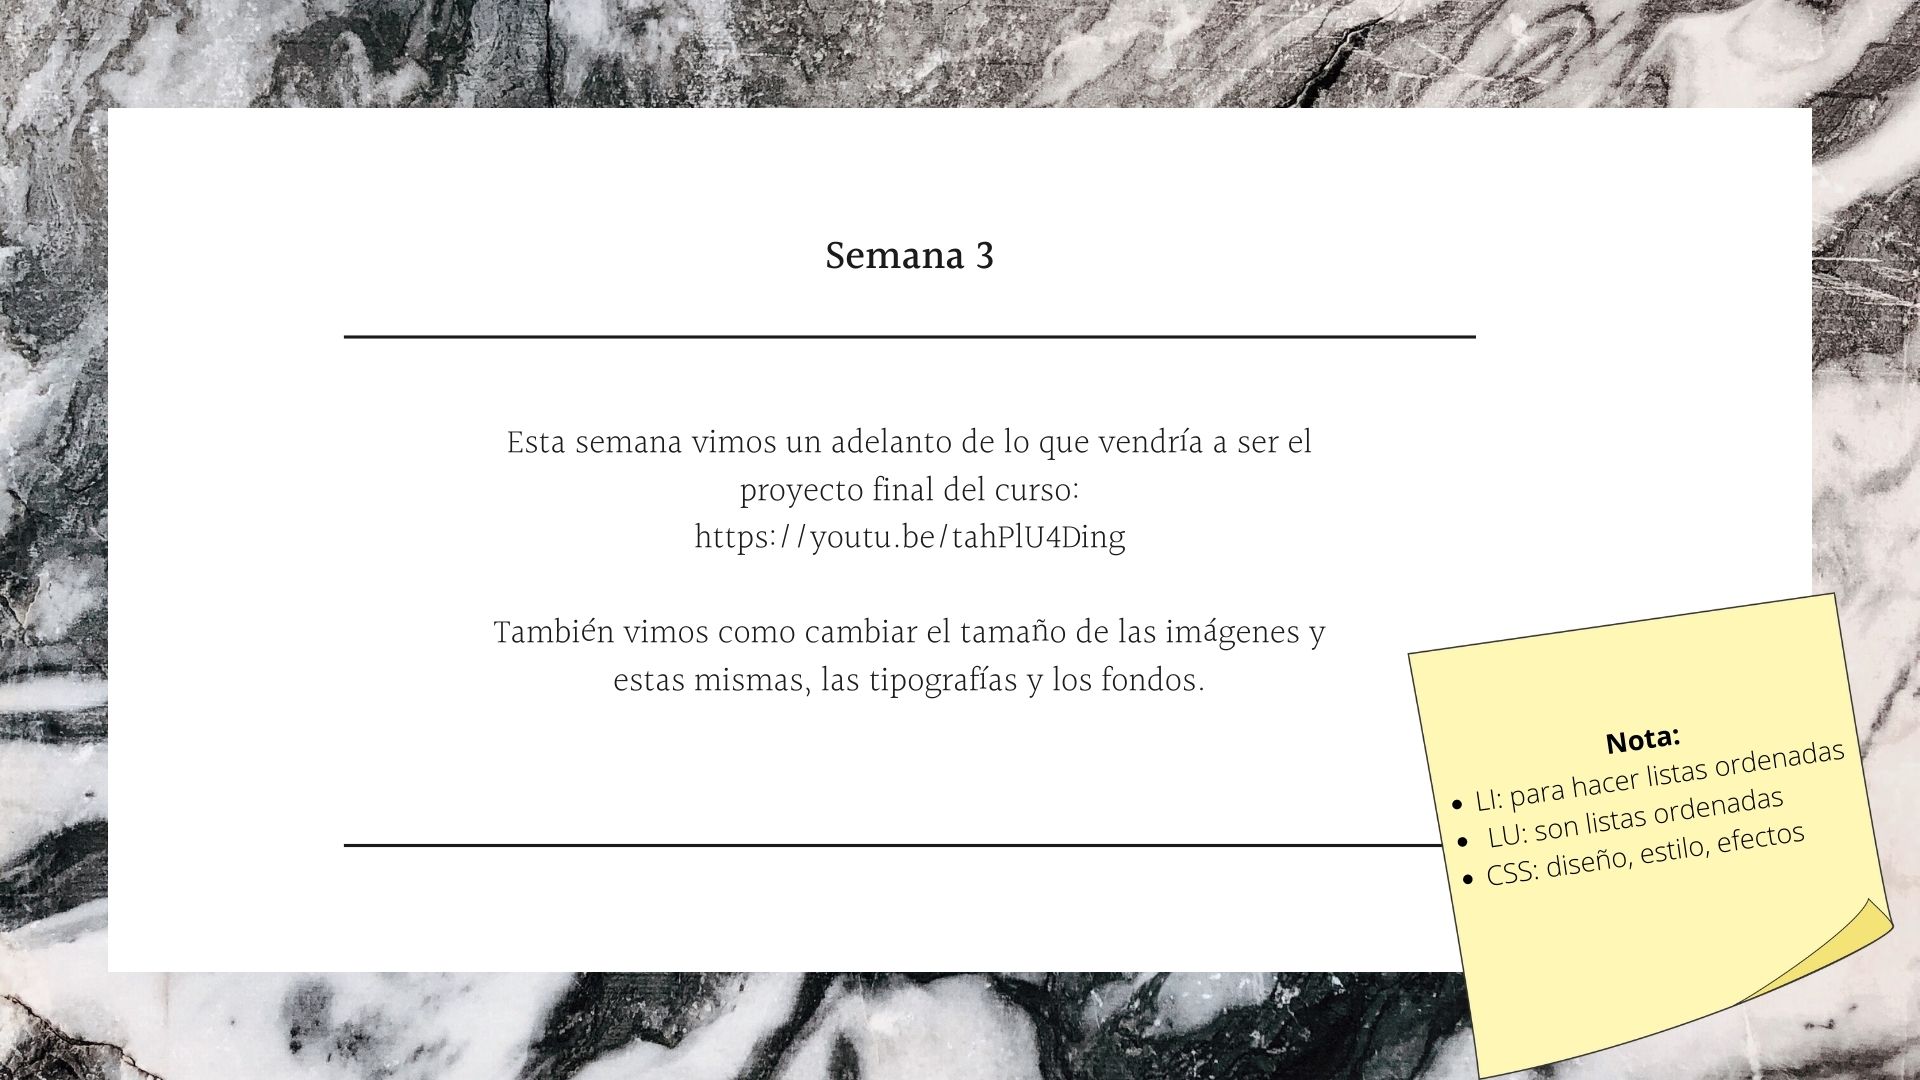 Semana 3
Esta semana vimos un adelanto de lo que vendría a ser el
proyecto final del curso:
https://youtu.be/tahPlU4Ding
También vimos como cambiar el tamaño de las imágenes y
estas mismas, las tipografías y los fondos.
Nota:
• LI: para hacer listas ordenadas
• LU: son listas ordenadas
• CSS: diseño, estilo, efectos